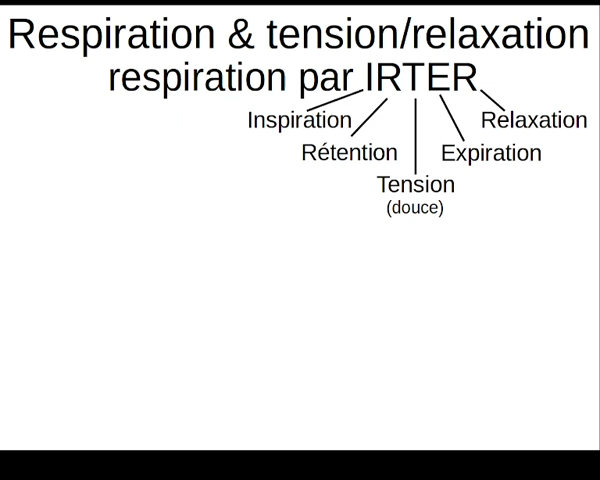 Respiration & tension/relaxation
respiration par IRTER
Inspiration
Relaxation
Rétention
Expiration
Tension
(douce)